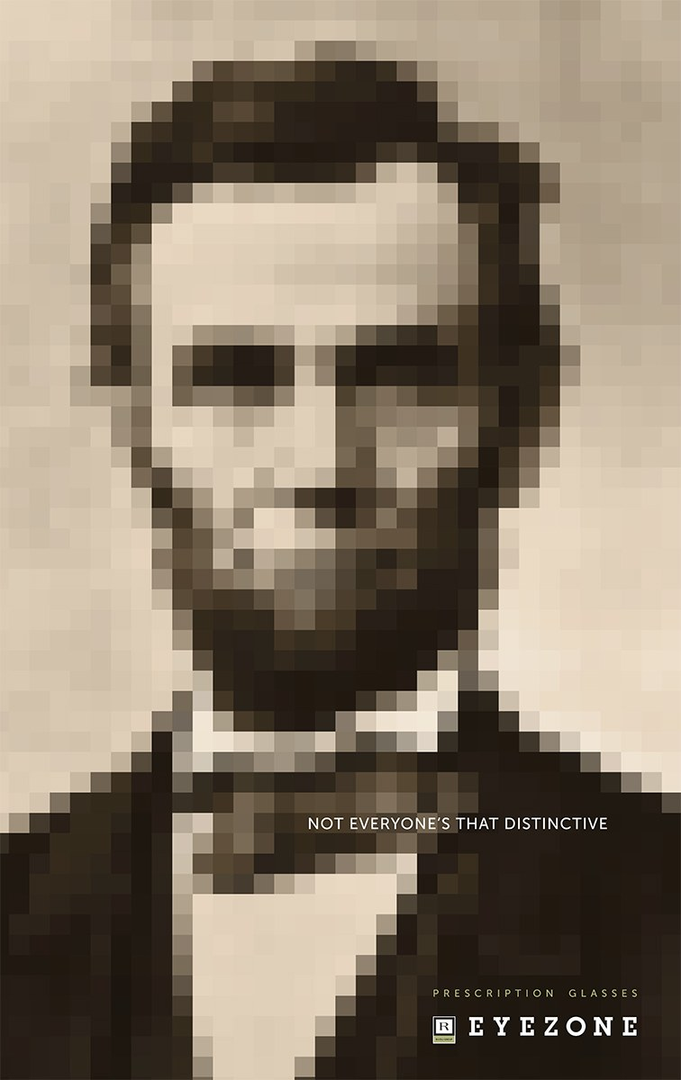 NOT EVERYONE'S THAT DISTINCTIVE
PRESCRIPTION GLASSES
R EYEZONE